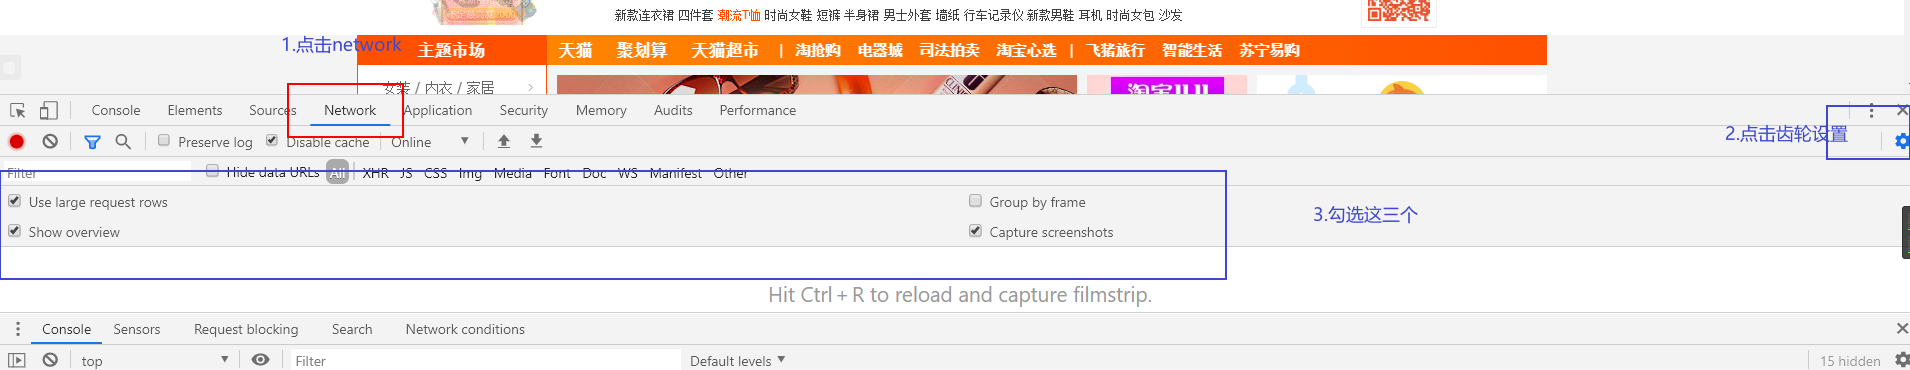 新款连衣裙 四件套 潮流T恤 时尚女鞋 短裤 半身裙 男士外套 墙纸 行车记录仪 新款男鞋 耳机 时尚女包 沙发
1.点击network
主题市场 天猫 聚划算 天猫超市 | 淘抢购 电器城 司法拍卖 淘宝心选 | 飞猪旅行 智能生活 苏宁易购
女装 / 内衣 / 家居
Console Elements Sources Network Application Security Memory Audits Performance
2.点击齿轮设置
Preserve log Disable cache Online
Filter Hide data URLs All XHR JS CSS Img Media Font Doc WS Manifest Other
Use large request rows Group by frame
3.勾选这三个
Show overview Capture screenshots
Hit Ctrl + R to reload and capture filmstrip.
Console Sensors Request blocking Search Network conditions
top Filter Default levels 15 hidden